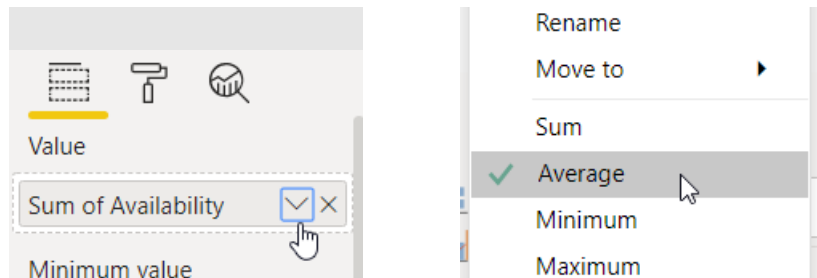 Value
Sum of Availability
Minimum value
Rename
Move to
Sum
Average
Minimum
Maximum